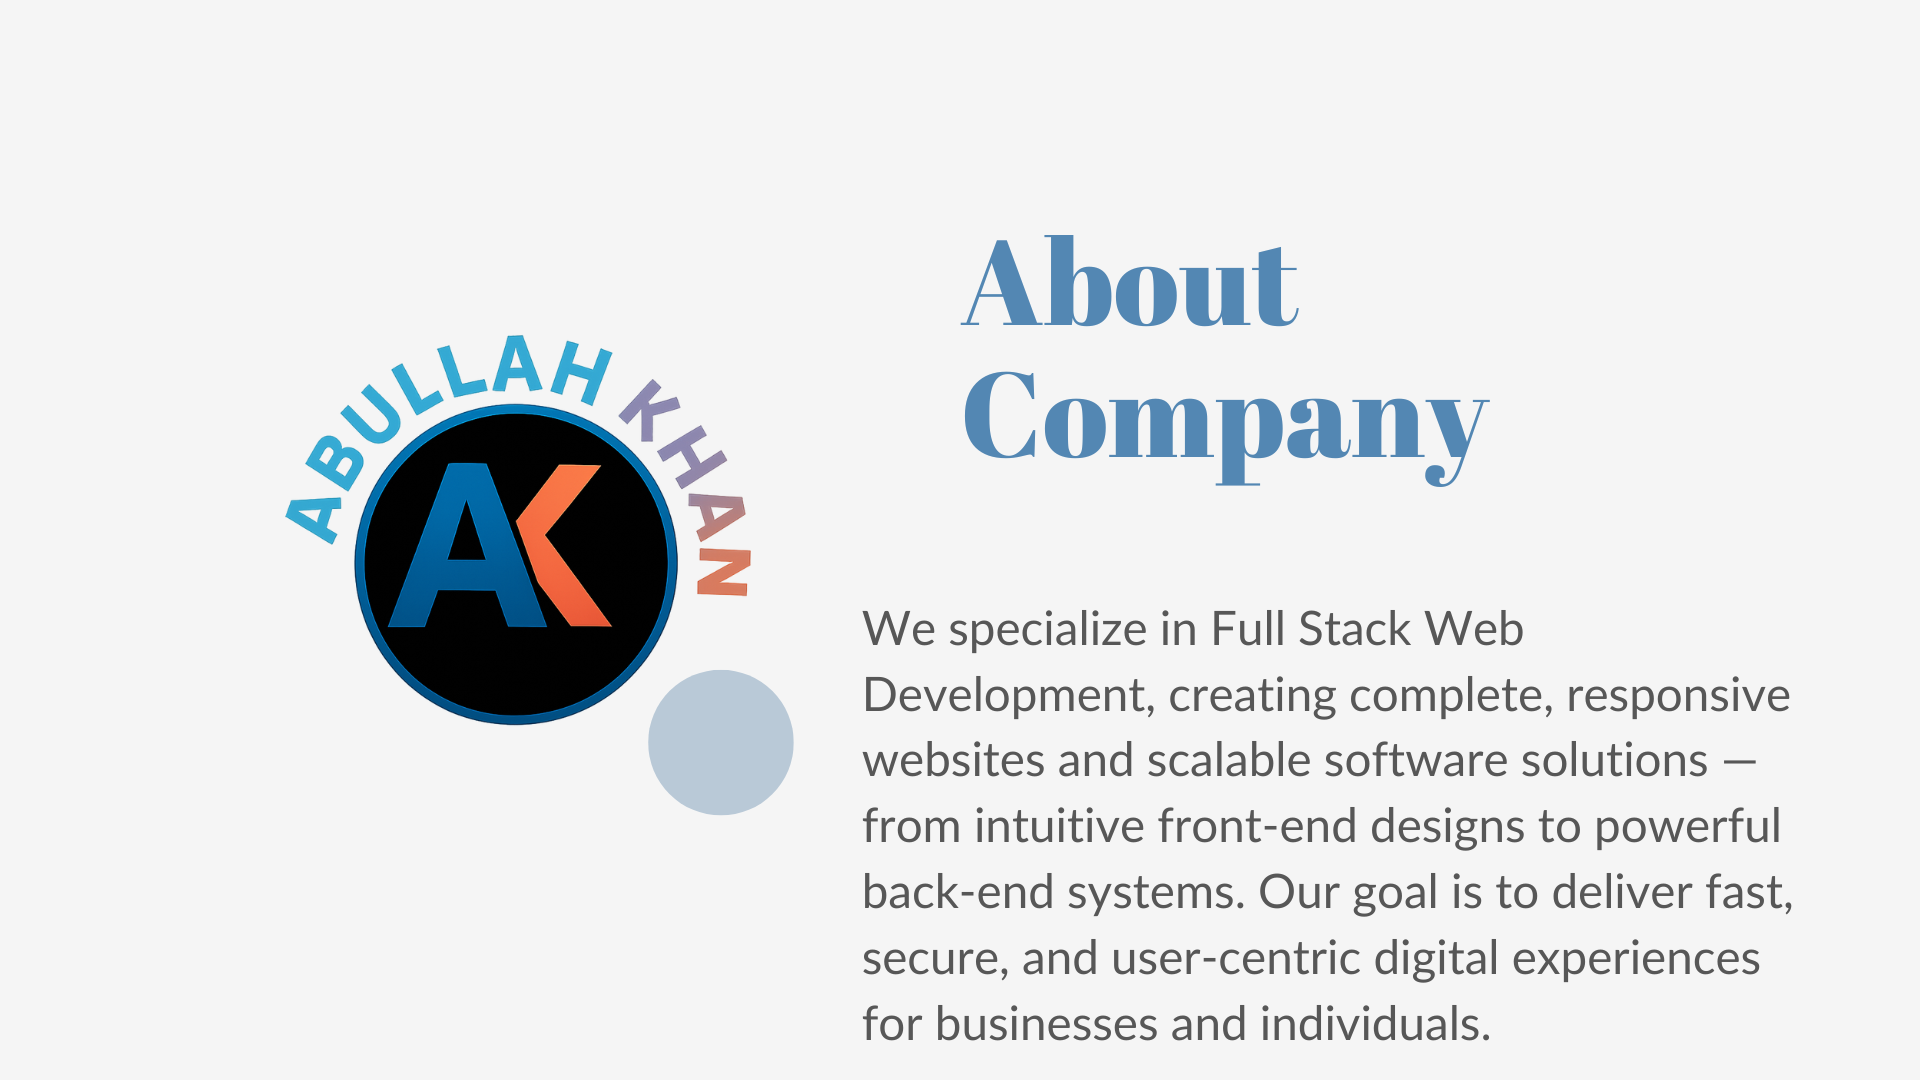 ABULLAH KHAN
AK
About
Company
We specialize in Full Stack Web
Development, creating complete, responsive
websites and scalable software solutions —
from intuitive front-end designs to powerful
back-end systems. Our goal is to deliver fast,
secure, and user-centric digital experiences
for businesses and individuals.